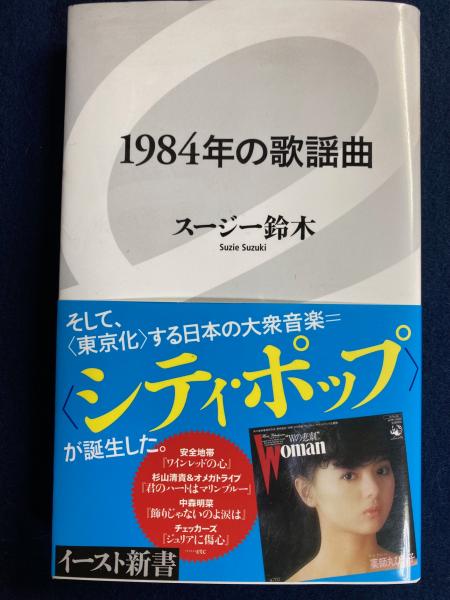 1984年の歌謡曲
スージー鈴木
Suzie Suzuki
そして、
〈東京化〉する日本の大衆音楽＝
〈シティ・ポップ〉
が誕生した。
安全地帯
『ワインレッドの心』
杉山清貴&オメガトライブ
『君のハートはマリンブルー』
中森明菜
『飾りじゃないのよ涙は』
チェッカーズ
『ジュリアに傷心』
……etc
イースト新書
"Wの悲劇"
Woman
薬師丸ひろ子